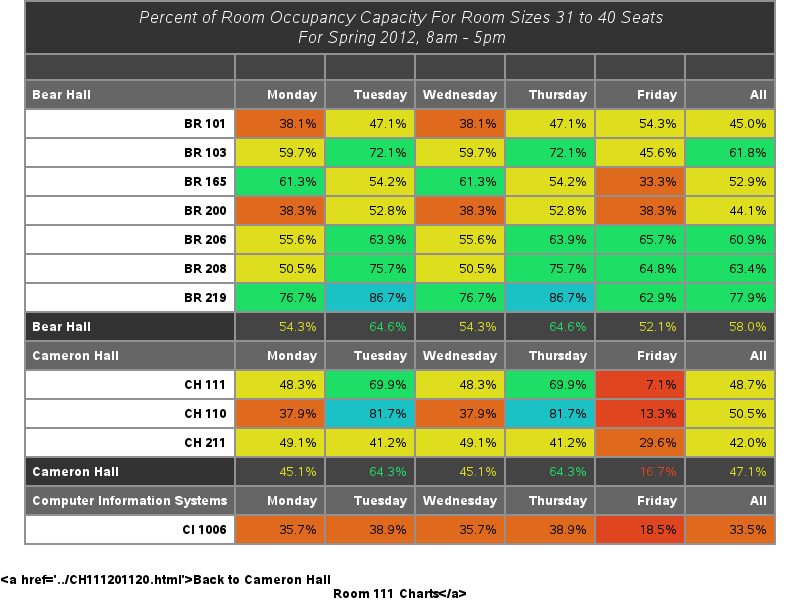 Percent of Room Occupancy Capacity For Room Sizes 31 to 40 Seats
For Spring 2012, 8am - 5pm
Bear Hall Monday Tuesday Wednesday Thursday Friday All
BR 101 38.1% 47.1% 38.1% 47.1% 54.3% 45.0%
BR 103 59.7% 72.1% 59.7% 72.1% 45.6% 61.8%
BR 165 61.3% 54.2% 61.3% 54.2% 33.3% 52.9%
BR 200 38.3% 52.8% 38.3% 52.8% 38.3% 44.1%
BR 206 55.6% 63.9% 55.6% 63.9% 65.7% 60.9%
BR 208 50.5% 75.7% 50.5% 75.7% 64.8% 63.4%
BR 219 76.7% 86.7% 76.7% 86.7% 62.9% 77.9%
Bear Hall 54.3% 64.6% 54.3% 64.6% 52.1% 58.0%
Cameron Hall Monday Tuesday Wednesday Thursday Friday All
CH 111 48.3% 69.9% 48.3% 69.9% 7.1% 48.7%
CH 110 37.9% 81.7% 37.9% 81.7% 13.3% 50.5%
CH 211 49.1% 41.2% 49.1% 41.2% 29.6% 42.0%
Cameron Hall 45.1% 64.3% 45.1% 64.3% 16.7% 47.1%
Computer Information Systems Monday Tuesday Wednesday Thursday Friday All
CI 1006 35.7% 38.9% 35.7% 38.9% 18.5% 33.5%
<a href='../CH111201120.html'>Back to Cameron Hall
Room 111 Charts</a>